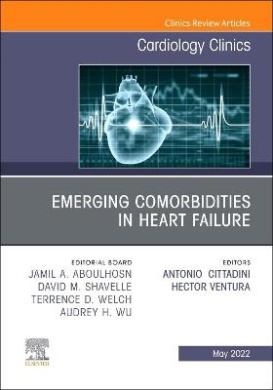 Clinics Review Articles
Cardiology Clinics
EMERGING COMORBIDITIES
IN HEART FAILURE
EDITORIAL BOARD
JAMIL A. ABOULHOSN
DAVID M. SHAVELLE
TERRENCE D. WELCH
AUDREY H. WU
EDITORS
ANTONIO CITTADINI
HECTOR VENTURA
ELSEVIER
May 2022